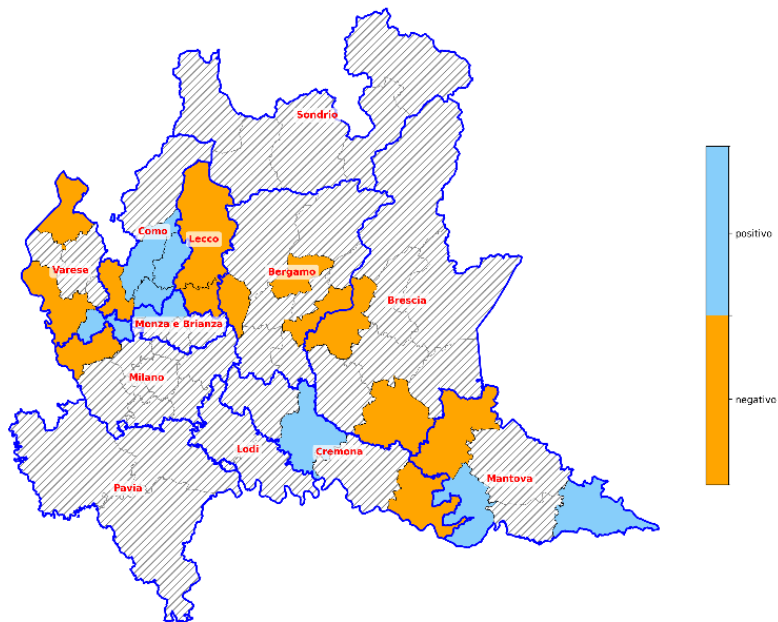 Sondrio
Como
Lecco
Varese
Bergamo
Brescia
Monza e Brianza
Milano
Lodi
Cremona
Mantova
Pavia
positivo
negativo